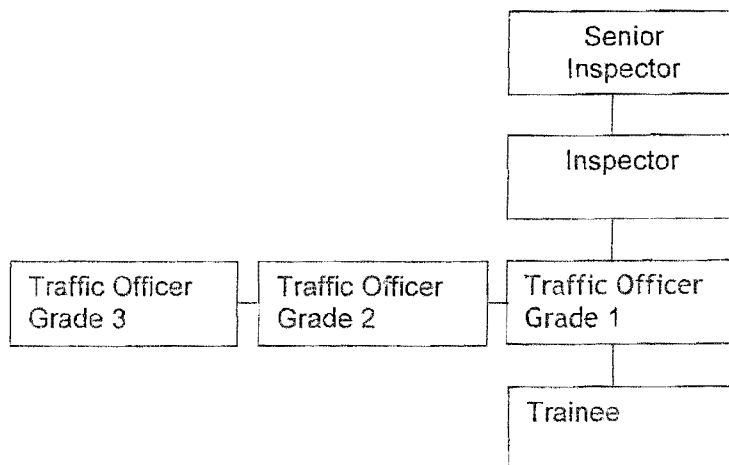 Senior
Inspector
Inspector
Traffic Officer
Grade 3
Traffic Officer
Grade 2
Traffic Officer
Grade 1
Trainee